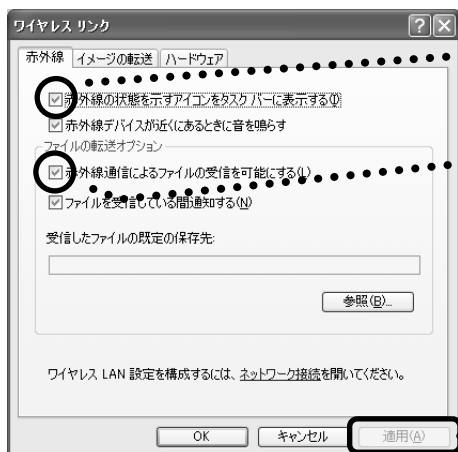 ワイヤレス リンク
赤外線 イメージの転送 ハードウェア
赤外線の状態を示すアイコンをタスク バーに表示する(D)
赤外線デバイスが近くにあるときに音を鳴らす
ファイルの転送オプション
赤外線通信によるファイルの受信を可能にする(L)
ファイルを受信している間通知する(N)
受信したファイルの既定の保存先:
参照(B)...
ワイヤレス LAN 設定を構成するには、ネットワーク接続を開いてください。
OK キャンセル 適用(A)